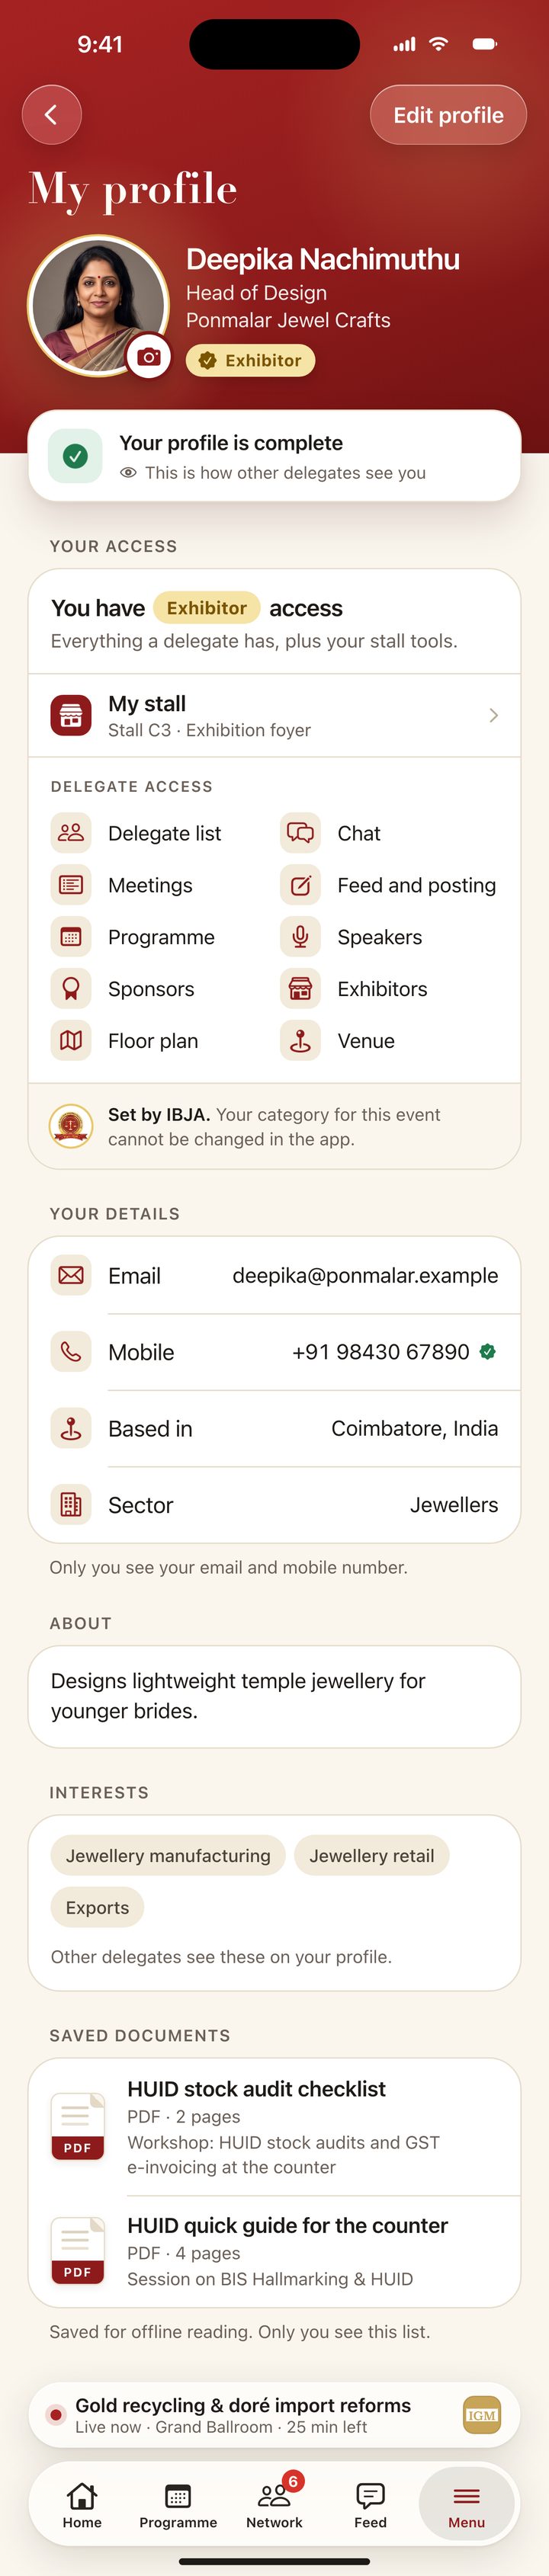 9:41
Edit profile
My profile
Deepika Nachimuthu
Head of Design
Ponmalar Jewel Crafts
Exhibitor
Your profile is complete
This is how other delegates see you
YOUR ACCESS
You have Exhibitor access
Everything a delegate has, plus your stall tools.
My stall
Stall C3 · Exhibition foyer
DELEGATE ACCESS
Delegate list
Chat
Meetings
Feed and posting
Programme
Speakers
Sponsors
Exhibitors
Floor plan
Venue
Set by IBJA. Your category for this event
cannot be changed in the app.
YOUR DETAILS
Email
deepika@ponmalar.example
Mobile
+91 98430 67890
Based in
Coimbatore, India
Sector
Jewellers
Only you see your email and mobile number.
ABOUT
Designs lightweight temple jewellery for
younger brides.
INTERESTS
Jewellery manufacturing
Jewellery retail
Exports
Other delegates see these on your profile.
SAVED DOCUMENTS
HUID stock audit checklist
PDF · 2 pages
Workshop: HUID stock audits and GST
e-invoicing at the counter
PDF
HUID quick guide for the counter
PDF · 4 pages
Session on BIS Hallmarking & HUID
PDF
Saved for offline reading. Only you see this list.
Gold recycling & doré import reforms
Live now · Grand Ballroom · 25 min left
IGM
6
Home
Programme
Network
Feed
Menu